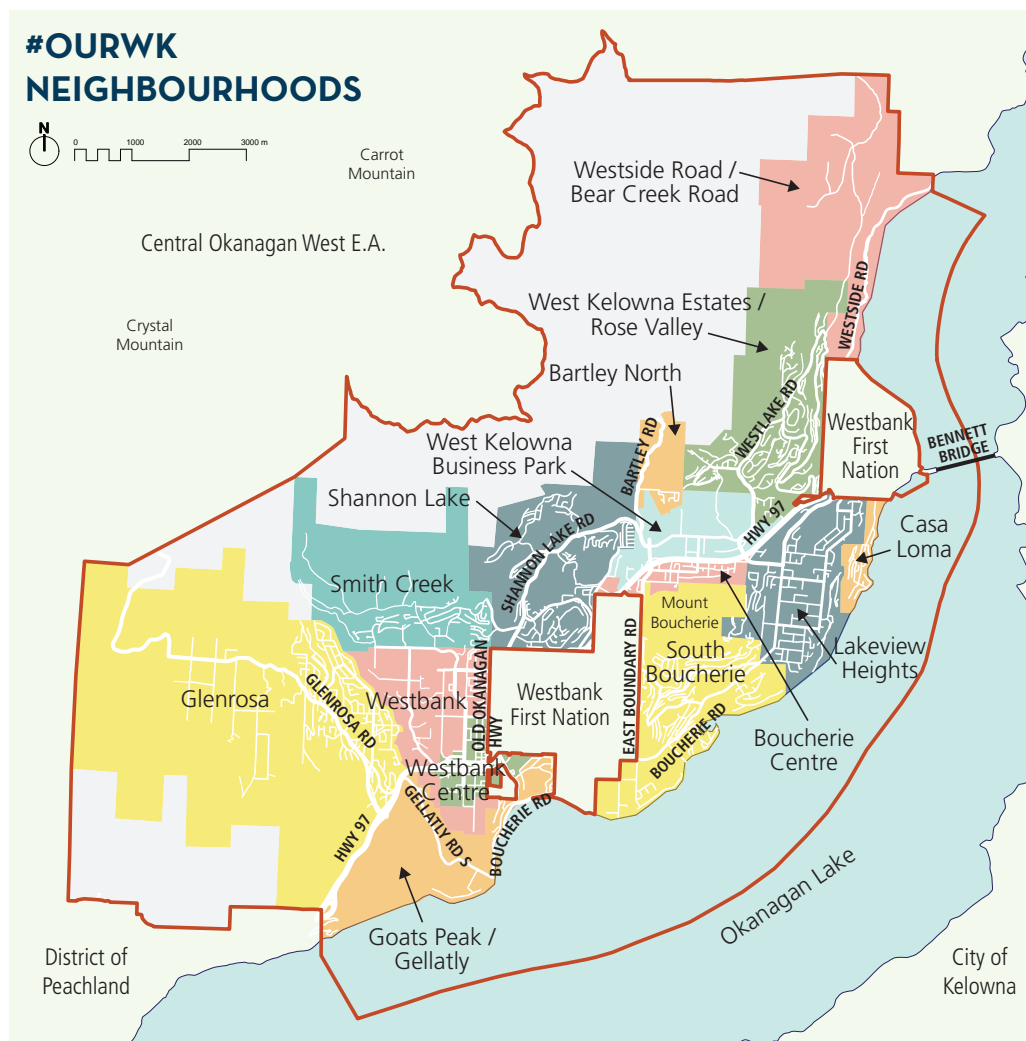 #OURWK
NEIGHBOURHOODS
N
0 1000 2000 3000 m
Carrot
Mountain
Central Okanagan West E.A.
Crystal
Mountain
Westside Road /
Bear Creek Road
WESTSIDE RD
West Kelowna Estates /
Rose Valley
Bartley North
WESTLAKE RD
BARTLEY RD
West Kelowna
Business Park
Westbank
First
Nation
BENNETT
BRIDGE
Shannon Lake
SHANNON LAKE RD
HWY 97
Casa
Loma
Smith Creek
Mount
Boucherie
South
Boucherie
Lakeview
Heights
Glenrosa
GLENROSA RD
Westbank
OLD OKANAGAN
HWY
Westbank
First Nation
EAST BOUNDARY RD
BOUCHERIE RD
Boucherie
Centre
Westbank
Centre
HWY 97
GELLATLY RD S
BOUCHERIE RD
Goats Peak /
Gellatly
Okanagan Lake
District of
Peachland
City of
Kelowna